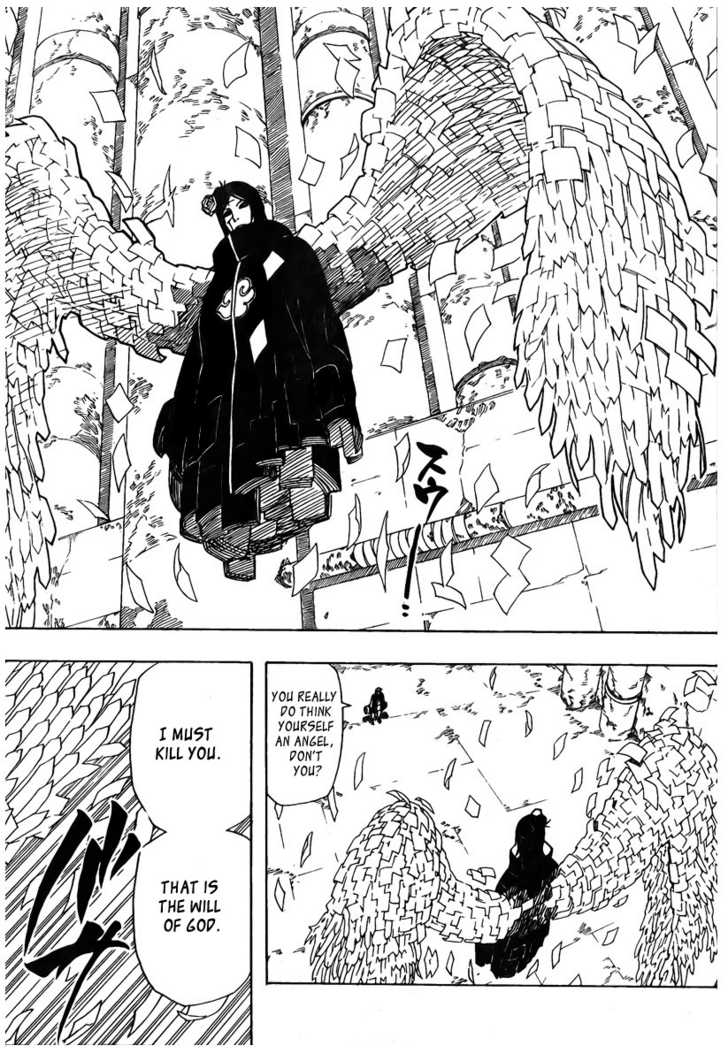 スウー…
YOU REALLY
DO THINK
YOURSELF
AN ANGEL,
DON'T
YOU?
I MUST
KILL YOU.
THAT IS
THE WILL
OF GOD.